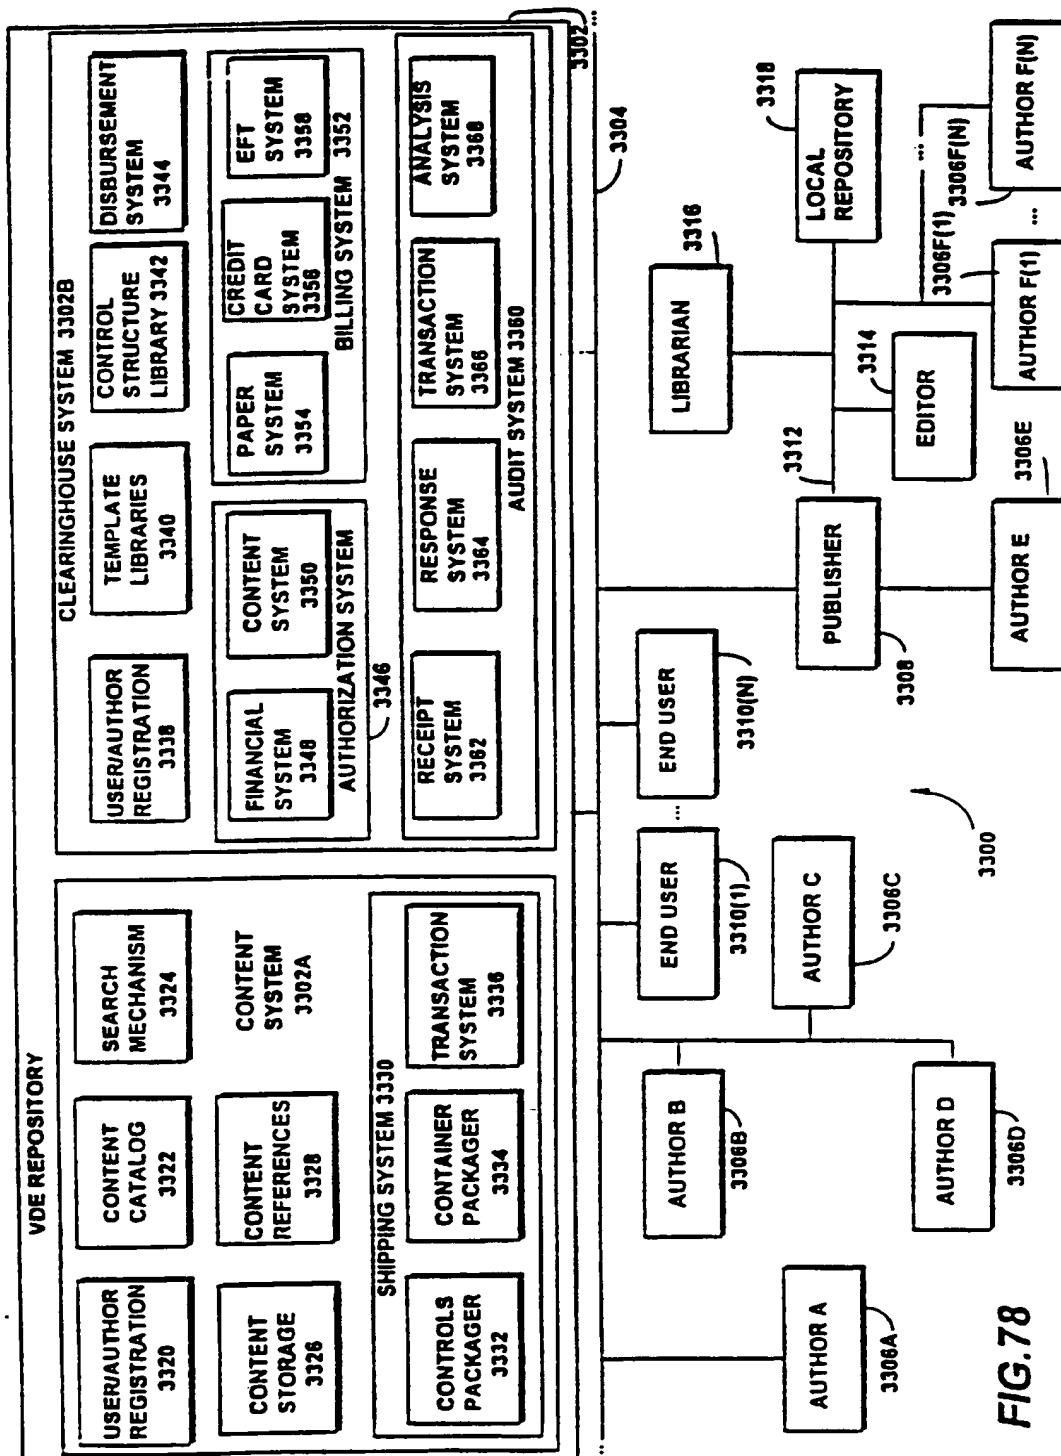 VDE REPOSITORY
USER/AUTHOR
REGISTRATION
3320
CONTENT
CATALOG
3322
SEARCH
MECHANISM
3324
CONTENT
STORAGE
3326
CONTENT
REFERENCES
3328
CONTENT
SYSTEM
3302A
SHIPPING SYSTEM 3330
CONTROLS
PACKAGER
3332
CONTAINER
PACKAGER
3334
TRANSACTION
SYSTEM
3336
CLEARINGHOUSE SYSTEM 3302B
USER/AUTHOR
REGISTRATION
3338
TEMPLATE
LIBRARIES
3340
CONTROL
STRUCTURE
LIBRARY 3342
DISBURSEMENT
SYSTEM
3344
FINANCIAL
SYSTEM
3348
CONTENT
SYSTEM
3350
AUTHORIZATION SYSTEM
3346
PAPER
SYSTEM
3354
CREDIT
CARD
SYSTEM
3356
EFT
SYSTEM
3358
BILLING SYSTEM 3352
RECEIPT
SYSTEM
3362
RESPONSE
SYSTEM
3364
TRANSACTION
SYSTEM
3366
ANALYSIS
SYSTEM
3368
AUDIT SYSTEM 3360
3302
...
...
3304
AUTHOR A
3306A
AUTHOR B
3306B
AUTHOR D
3306D
AUTHOR C
3306C
END USER
3310(1)
...
END USER
3310(N)
3300
PUBLISHER
3308
3312
AUTHOR E
3306E
LIBRARIAN
3316
EDITOR
3314
LOCAL
REPOSITORY
3318
...
AUTHOR F(1)
3306F(1)
...
AUTHOR F(N)
3306F(N)
FIG.78